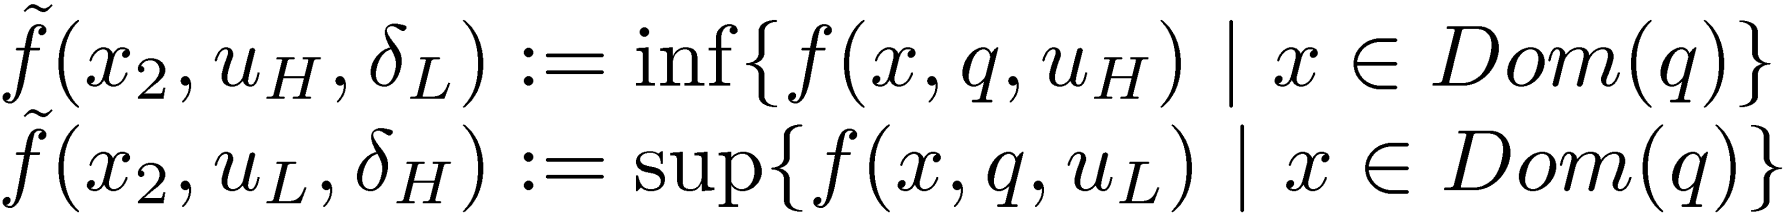 f̃(x₂, u_H, δ_L) := inf{f(x, q, u_H) | x ∈ Dom(q)}
f̃(x₂, u_L, δ_H) := sup{f(x, q, u_L) | x ∈ Dom(q)}